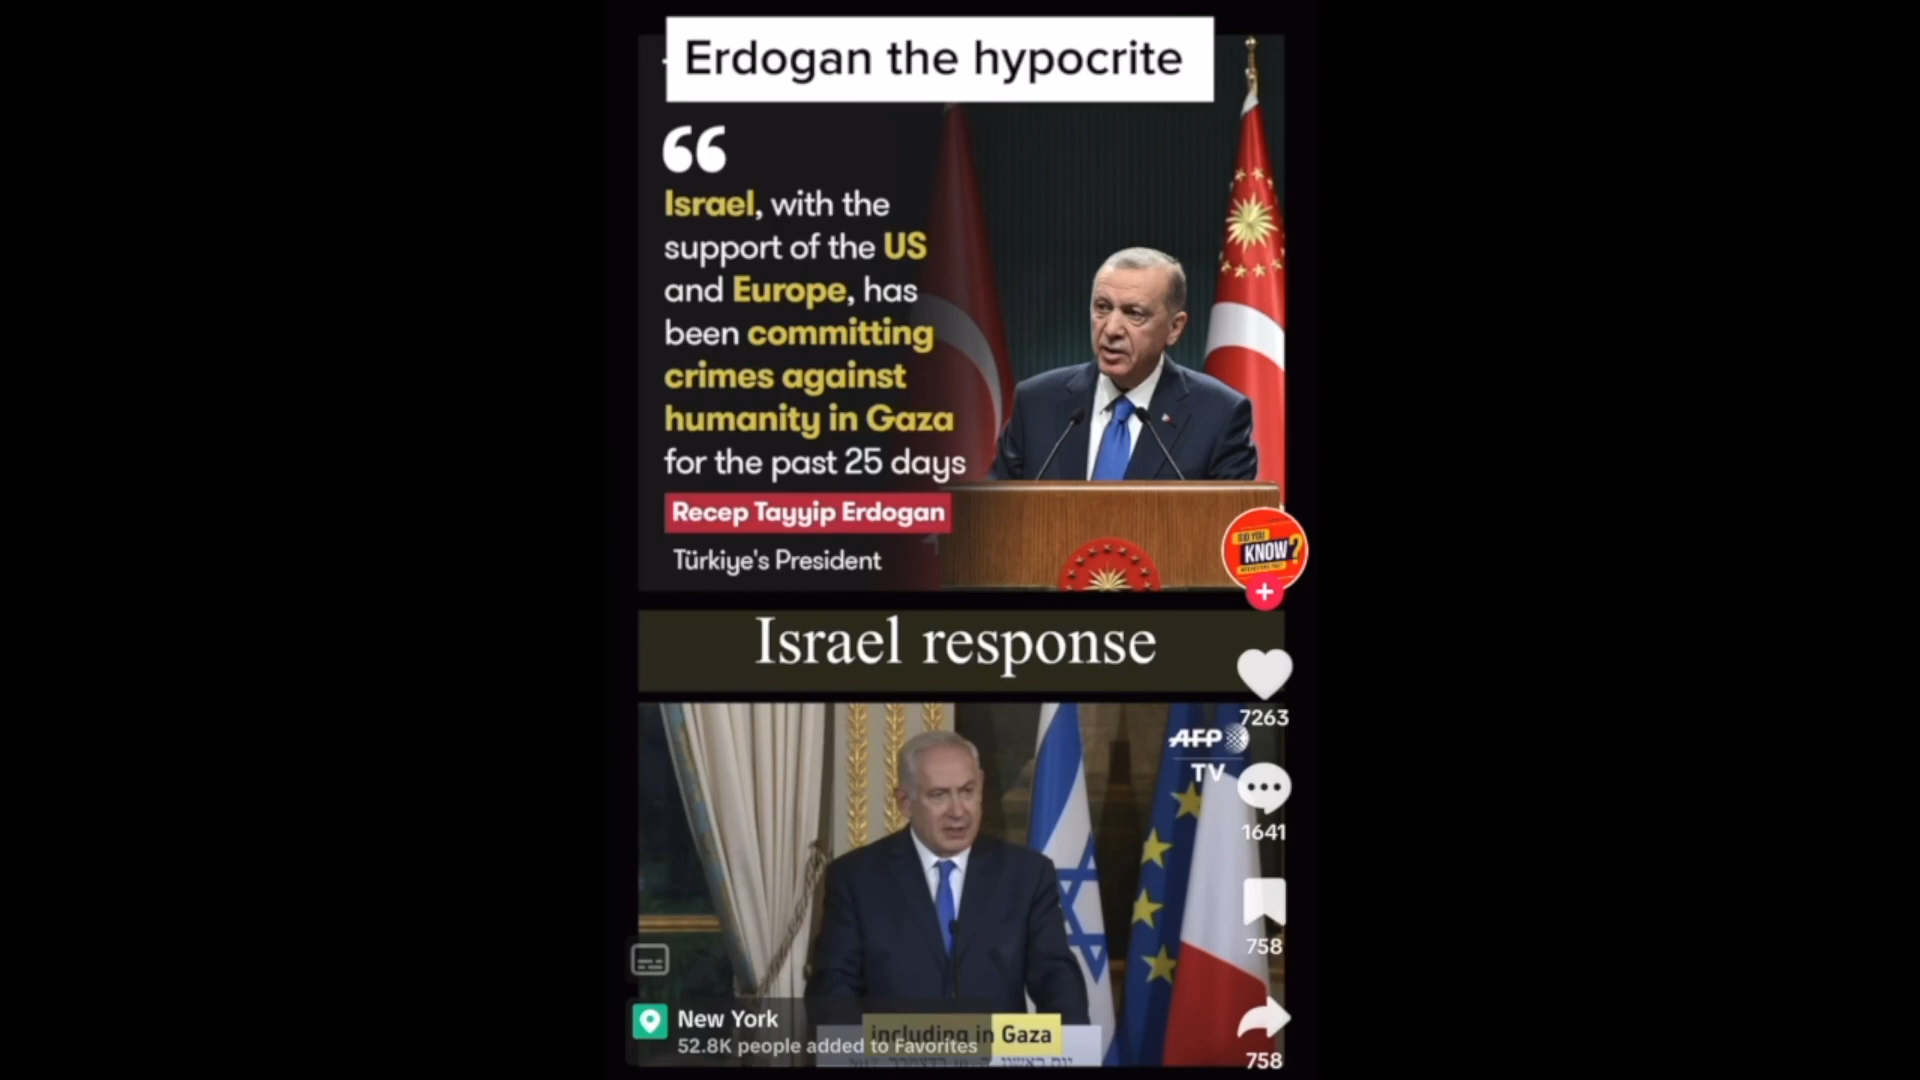 Erdogan the hypocrite
“
Israel, with the
support of the US
and Europe, has
been committing
crimes against
humanity in Gaza
for the past 25 days
Recep Tayyip Erdogan
Türkiye's President
DID YOU
KNOW?
Israel response
7263
AFP
TV
1641
758
New York
including in Gaza
52.8K people added to Favorites
758